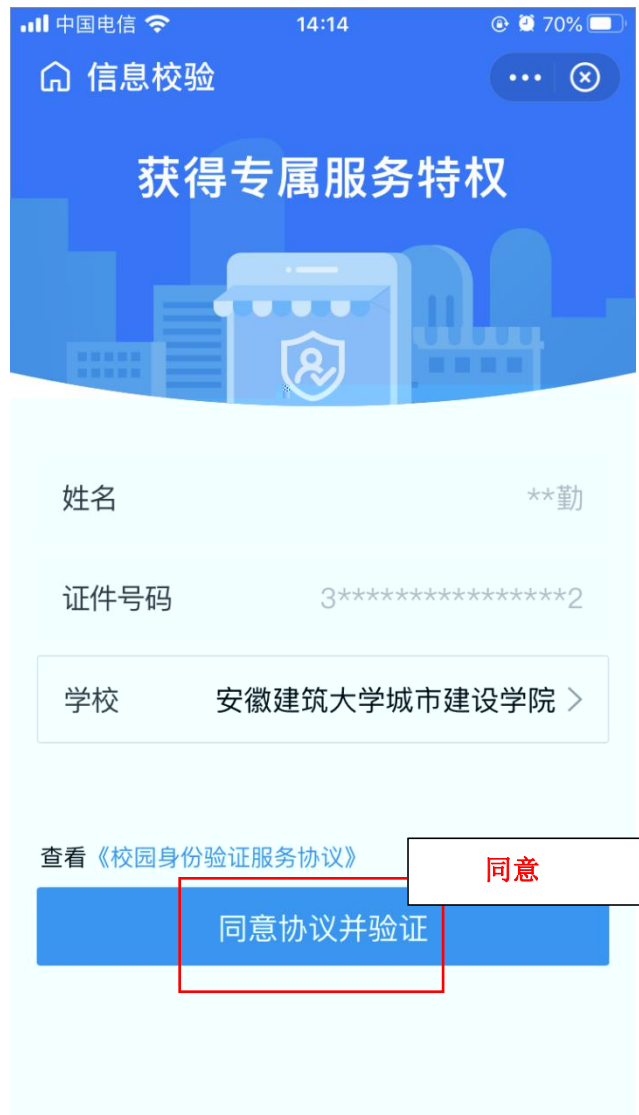 中国电信 14:14 70%
信息校验
获得专属服务特权
姓名 **勤
证件号码 3****************2
学校 安徽建筑大学城市建设学院
查看《校园身份验证服务协议》
同意
同意协议并验证